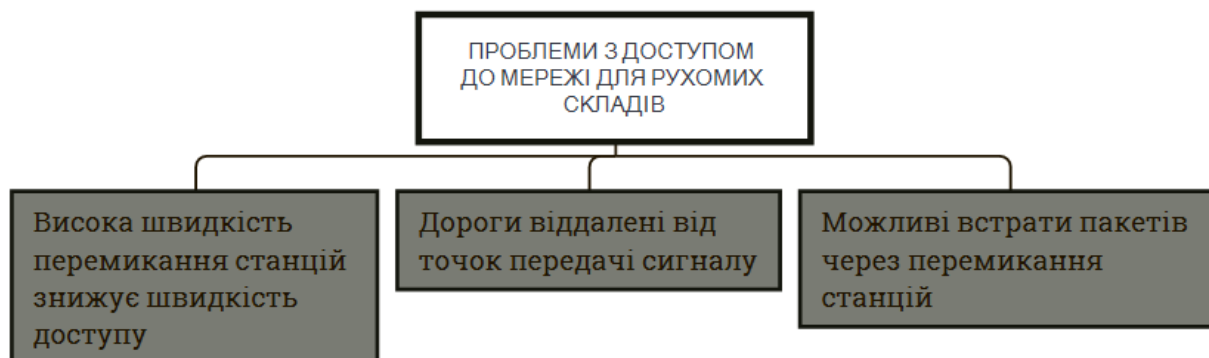 ПРОБЛЕМИ З ДОСТУПОМ
ДО МЕРЕЖІ ДЛЯ РУХОМИХ
СКЛАДІВ
Висока швидкість
перемикання станцій
знижує швидкість
доступу
Дороги віддалені від
точок передачі сигналу
Можливі встрати пакетів
через перемикання
станцій